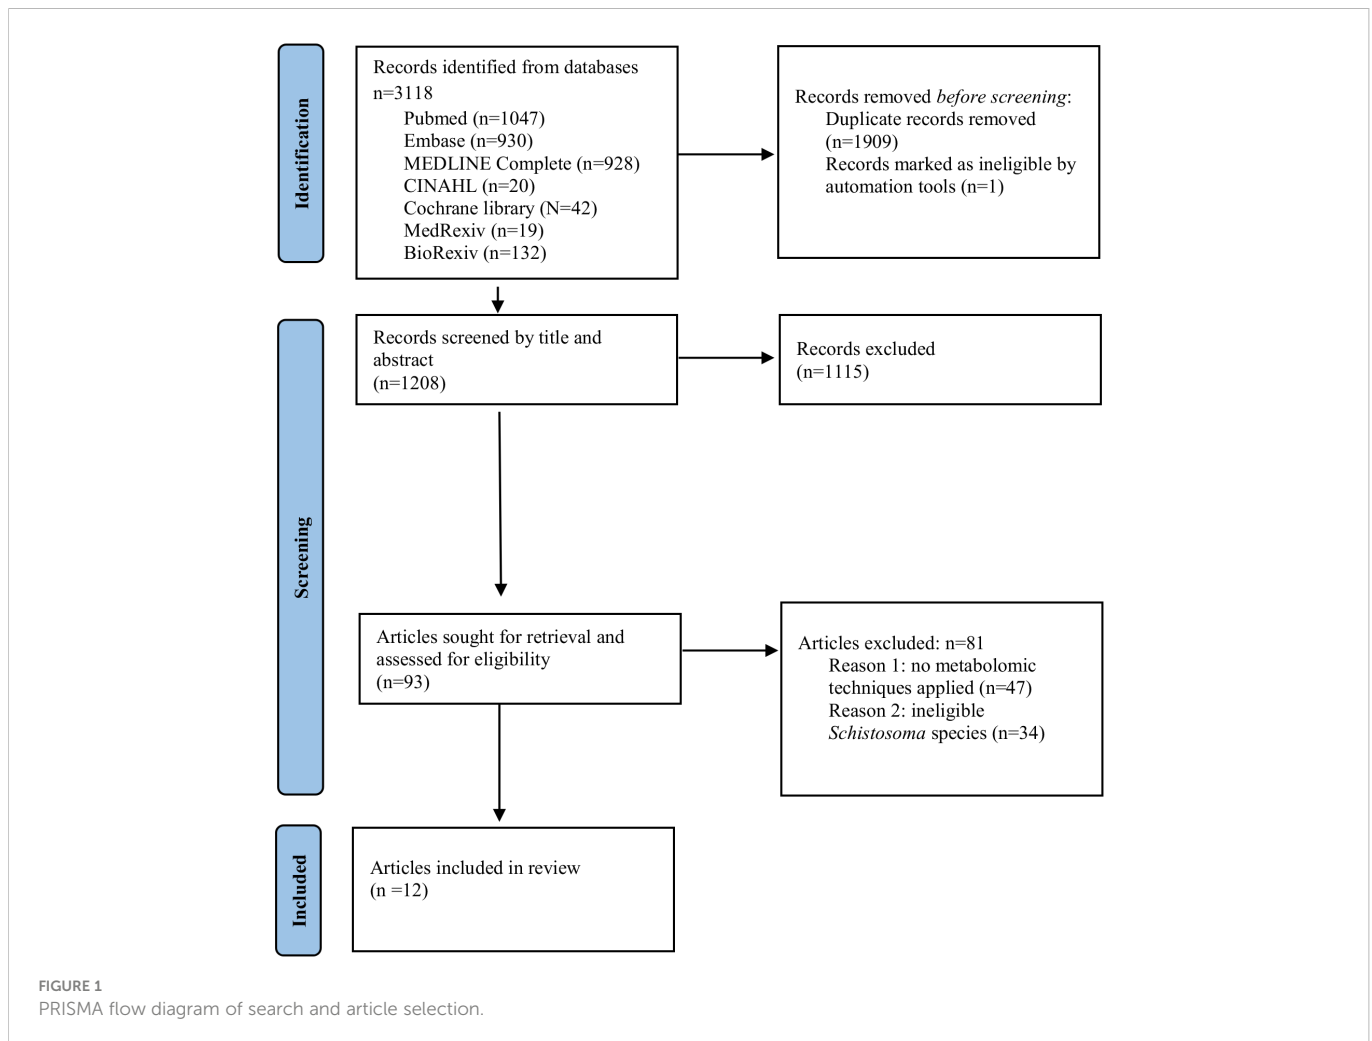 Identification
Records identified from databases
n=3118
Pubmed (n=1047)
Embase (n=930)
MEDLINE Complete (n=928)
CINAHL (n=20)
Cochrane library (N=42)
MedRexiv (n=19)
BioRexiv (n=132)
Records removed before screening:
Duplicate records removed
(n=1909)
Records marked as ineligible by
automation tools (n=1)
Screening
Records screened by title and
abstract
(n=1208)
Records excluded
(n=1115)
Articles sought for retrieval and
assessed for eligibility
(n=93)
Articles excluded: n=81
Reason 1: no metabolomic
techniques applied (n=47)
Reason 2: ineligible
Schistosoma species (n=34)
Included
Articles included in review
(n =12)
FIGURE 1
PRISMA flow diagram of search and article selection.